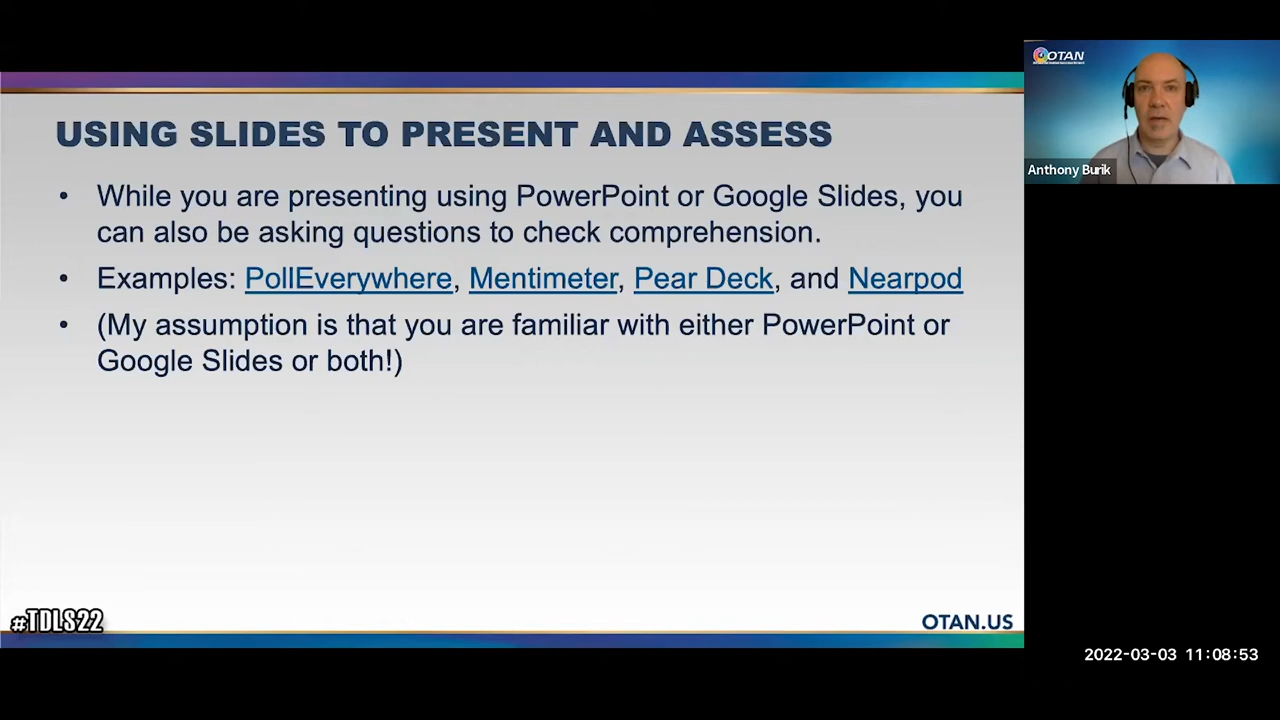 USING SLIDES TO PRESENT AND ASSESS
• While you are presenting using PowerPoint or Google Slides, you
can also be asking questions to check comprehension.
• Examples: PollEverywhere, Mentimeter, Pear Deck, and Nearpod
• (My assumption is that you are familiar with either PowerPoint or
Google Slides or both!)
#TDLS22
OTAN.US
OTAN
Anthony Burik
2022-03-03 11:08:53